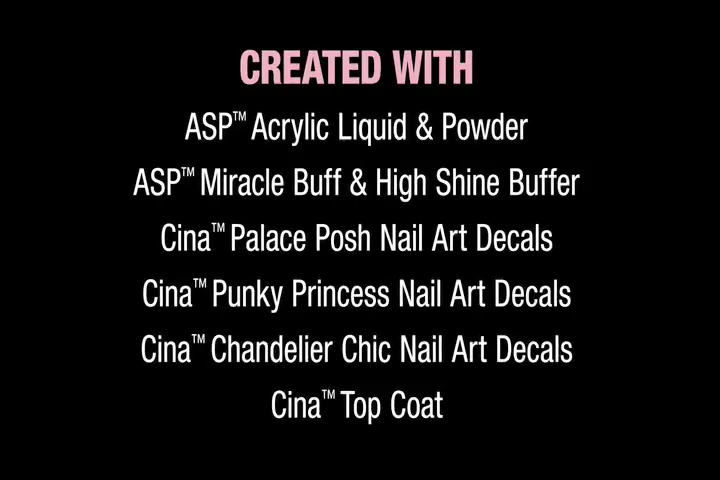 CREATED WITH
ASP™ Acrylic Liquid & Powder
ASP™ Miracle Buff & High Shine Buffer
Cina™ Palace Posh Nail Art Decals
Cina™ Punky Princess Nail Art Decals
Cina™ Chandelier Chic Nail Art Decals
Cina™ Top Coat